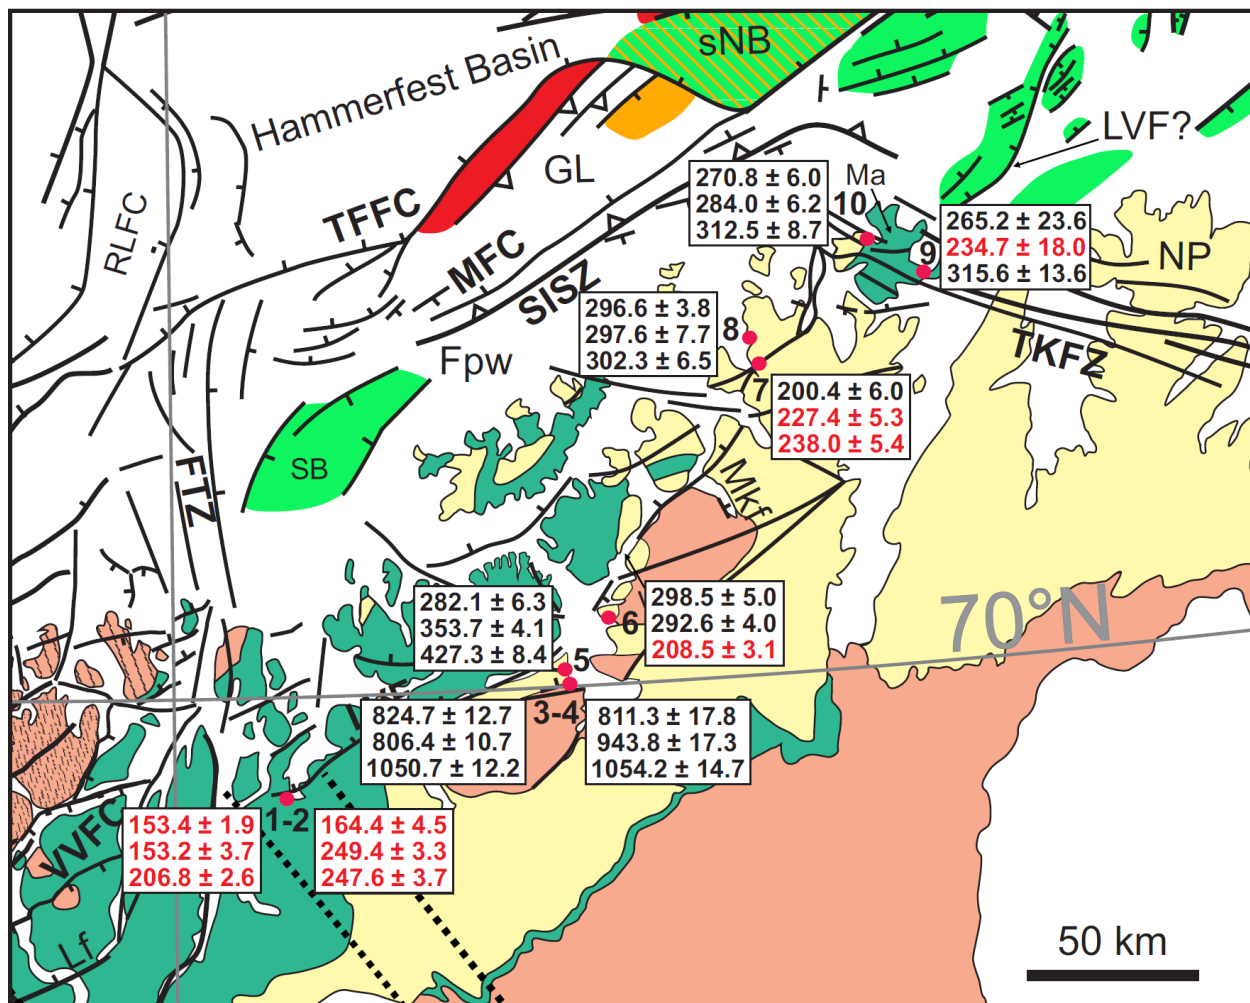 sNB
Hammerfest Basin
LVF?
GL
RLFC
TFFC
MFC
SISZ
270.8 ± 6.0
284.0 ± 6.2
312.5 ± 8.7
10
Ma
9
265.2 ± 23.6
234.7 ± 18.0
315.6 ± 13.6
NP
TKFZ
296.6 ± 3.8
297.6 ± 7.7
302.3 ± 6.5
8
7
200.4 ± 6.0
227.4 ± 5.3
238.0 ± 5.4
Fpw
SB
FTZ
Mkf
282.1 ± 6.3
353.7 ± 4.1
427.3 ± 8.4
5
6
298.5 ± 5.0
292.6 ± 4.0
208.5 ± 3.1
70°N
824.7 ± 12.7
806.4 ± 10.7
1050.7 ± 12.2
3-4
811.3 ± 17.8
943.8 ± 17.3
1054.2 ± 14.7
VVFC
153.4 ± 1.9
153.2 ± 3.7
206.8 ± 2.6
1-2
164.4 ± 4.5
249.4 ± 3.3
247.6 ± 3.7
Lf
50 km